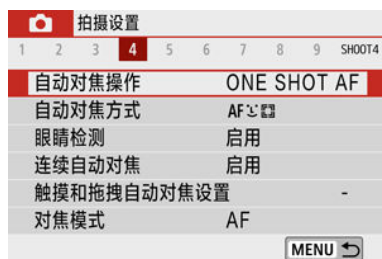 拍摄设置
1 2 3 4 5 6 7 8 9 SHOOT4
自动对焦操作 ONE SHOT AF
自动对焦方式 AF
眼睛检测 启用
连续自动对焦 启用
触摸和拖拽自动对焦设置 -
对焦模式 AF
MENU